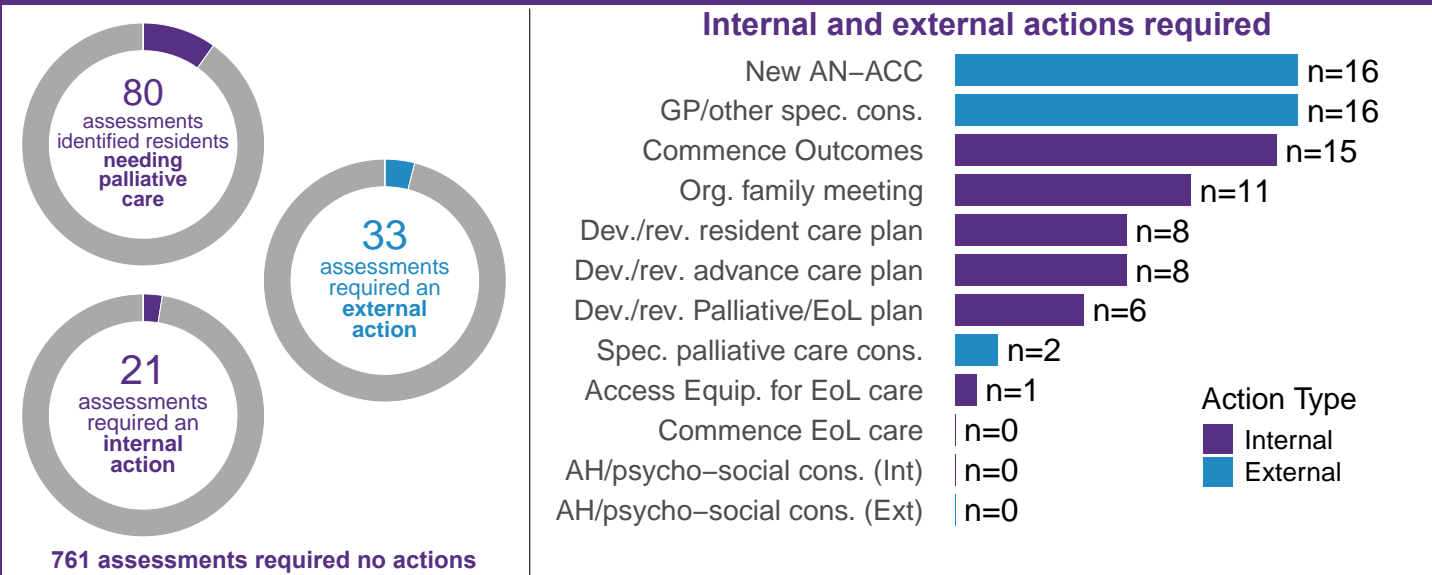 80
assessments
identified residents
needing
palliative
care
33
assessments
required an
external
action
21
assessments
required an
internal
action
761 assessments required no actions
Internal and external actions required
New AN−ACC n=16
GP/other spec. cons. n=16
Commence Outcomes n=15
Org. family meeting n=11
Dev./rev. resident care plan n=8
Dev./rev. advance care plan n=8
Dev./rev. Palliative/EoL plan n=6
Spec. palliative care cons. n=2
Access Equip. for EoL care n=1
Commence EoL care n=0
AH/psycho−social cons. (Int) n=0
AH/psycho−social cons. (Ext) n=0
Action Type
Internal
External